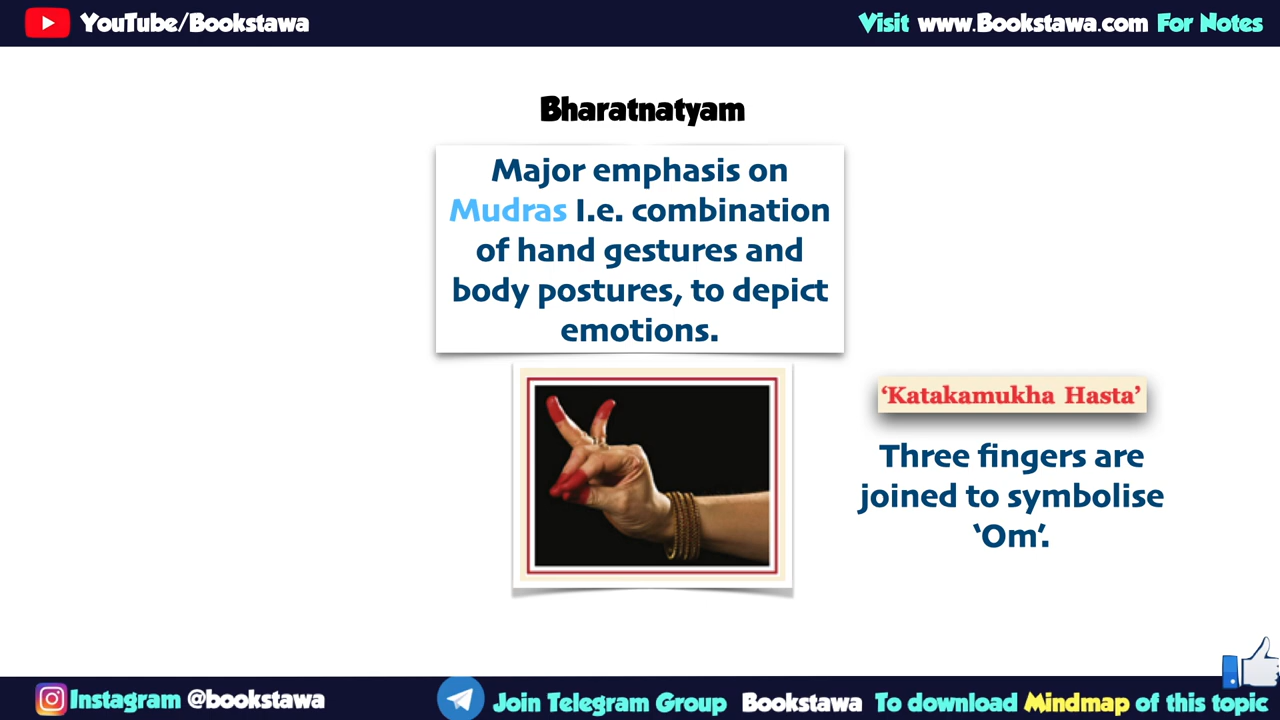 YouTube/Bookstawa
Visit www.Bookstawa.com For Notes
Bharatnatyam
Major emphasis on
Mudras I.e. combination
of hand gestures and
body postures, to depict
emotions.
‘Katakamukha Hasta’
Three fingers are
joined to symbolise
‘Om’.
Instagram @bookstawa
Join Telegram Group Bookstawa To download Mindmap of this topic